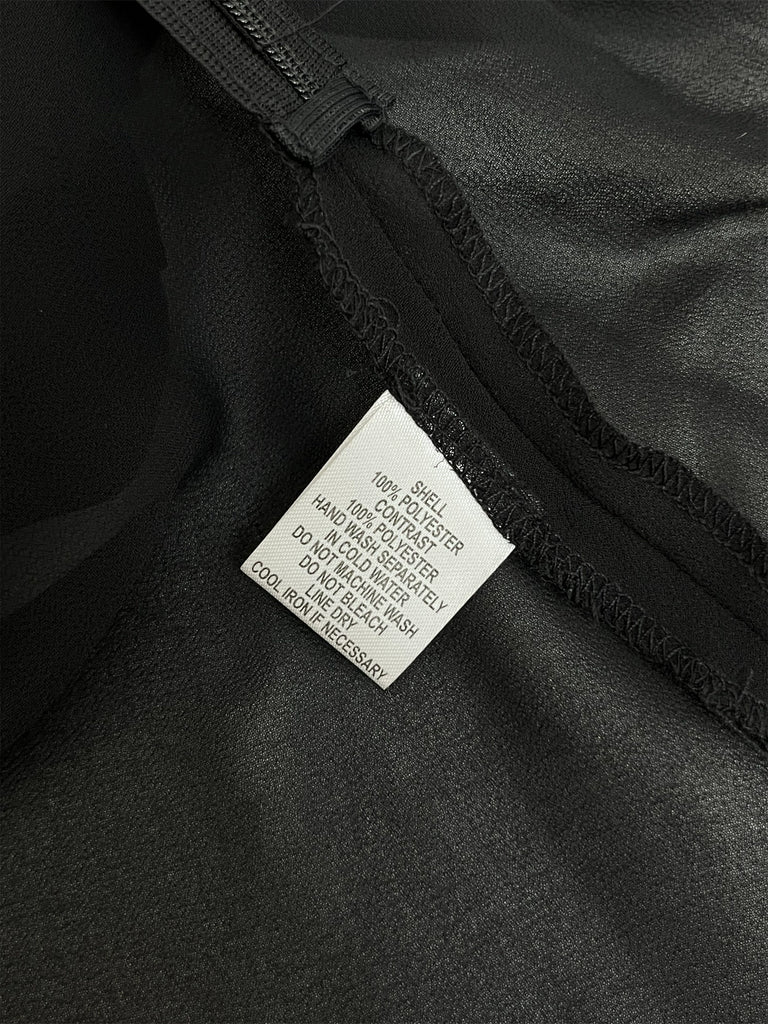 SHELL
100% POLYESTER
CONTRAST
100% POLYESTER
HAND WASH SEPARATELY
IN COLD WATER
DO NOT MACHINE WASH
DO NOT BLEACH
LINE DRY
COOL IRON IF NECESSARY